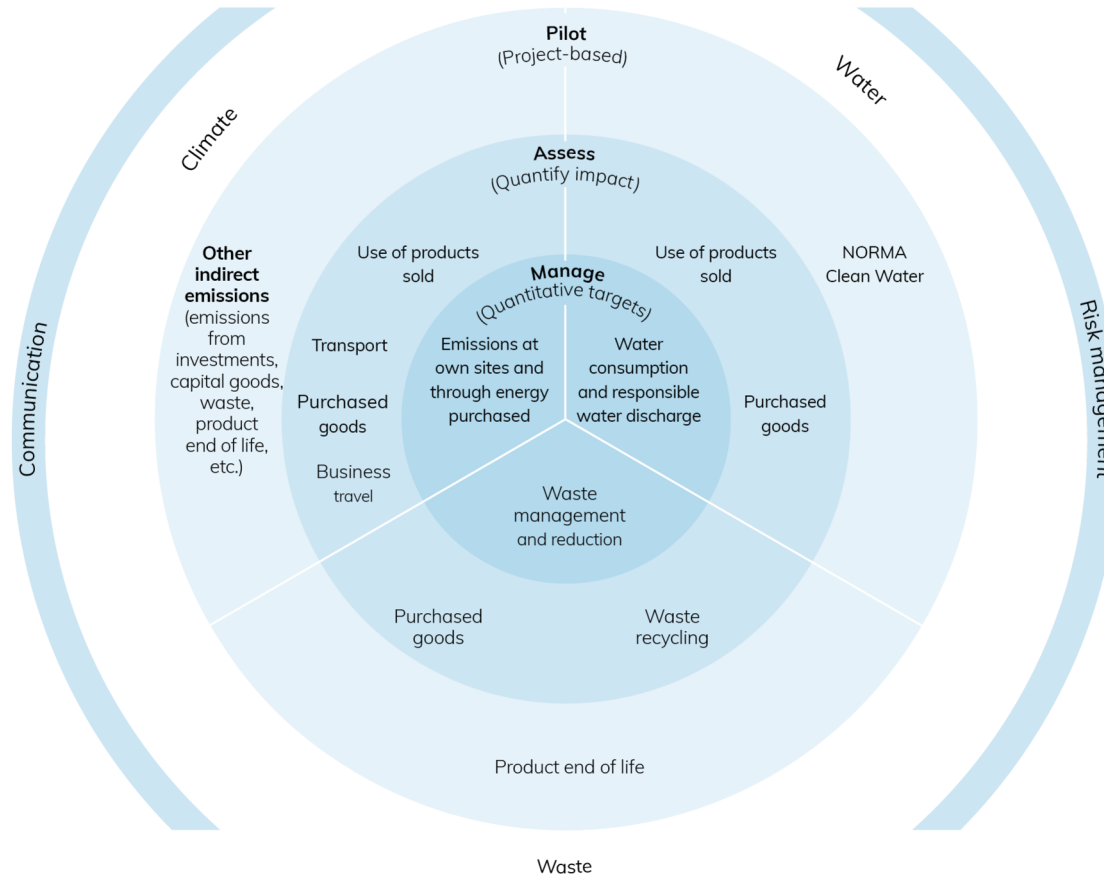 Pilot
(Project-based)
Climate
Water
Assess
(Quantify impact)
Other
indirect
emissions
(emissions
from
investments,
capital goods,
waste,
product
end of life,
etc.)
Use of products
sold
Transport
Purchased
goods
Business
travel
Manage
(Quantitative targets)
Emissions at
own sites and
through energy
purchased
Water
consumption
and responsible
water discharge
Use of products
sold
Purchased
goods
NORMA
Clean Water
Communication
Risk management
Waste
management
and reduction
Purchased
goods
Waste
recycling
Product end of life
Waste